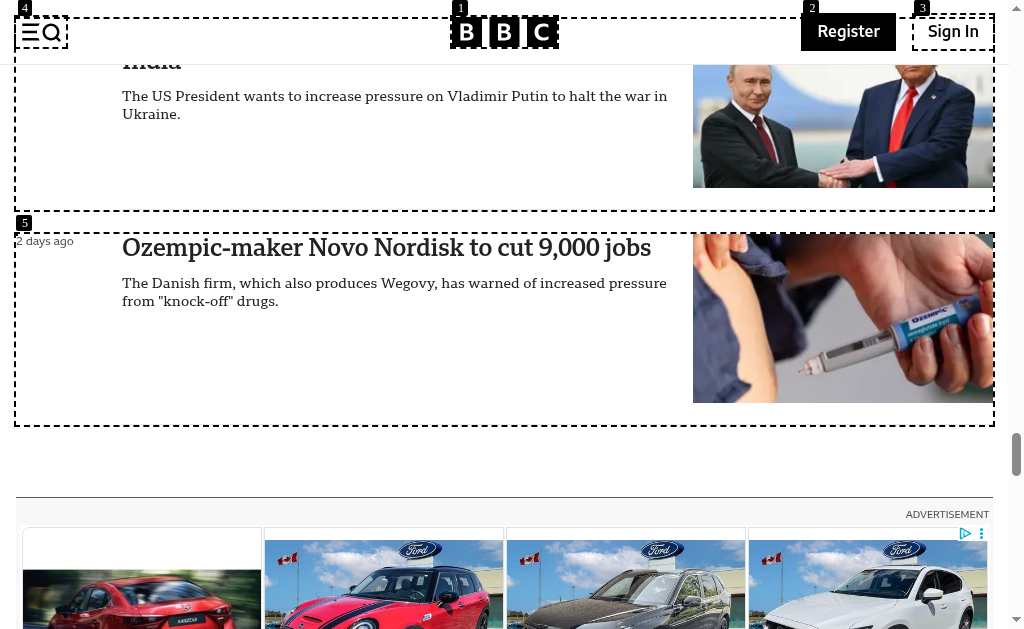 4
1
2
3
BBC
Register
Sign In
India
The US President wants to increase pressure on Vladimir Putin to halt the war in
Ukraine.
5
2 days ago
Ozempic-maker Novo Nordisk to cut 9,000 jobs
The Danish firm, which also produces Wegovy, has warned of increased pressure
from "knock-off" drugs.
OZEMPIC
ADVERTISEMENT
Ford
Ford
Ford
MAZDA